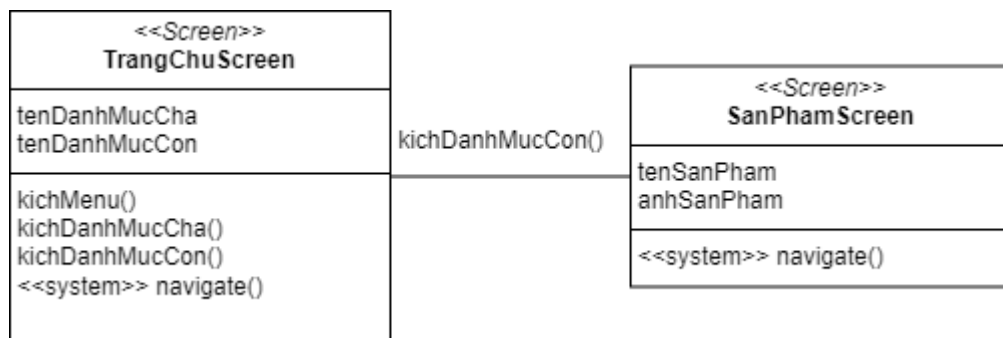 <<Screen>>
TrangChuScreen
tenDanhMucCha
tenDanhMucCon
kichMenu()
kichDanhMucCha()
kichDanhMucCon()
<<system>> navigate()
kichDanhMucCon()
<<Screen>>
SanPhamScreen
tenSanPham
anhSanPham
<<system>> navigate()